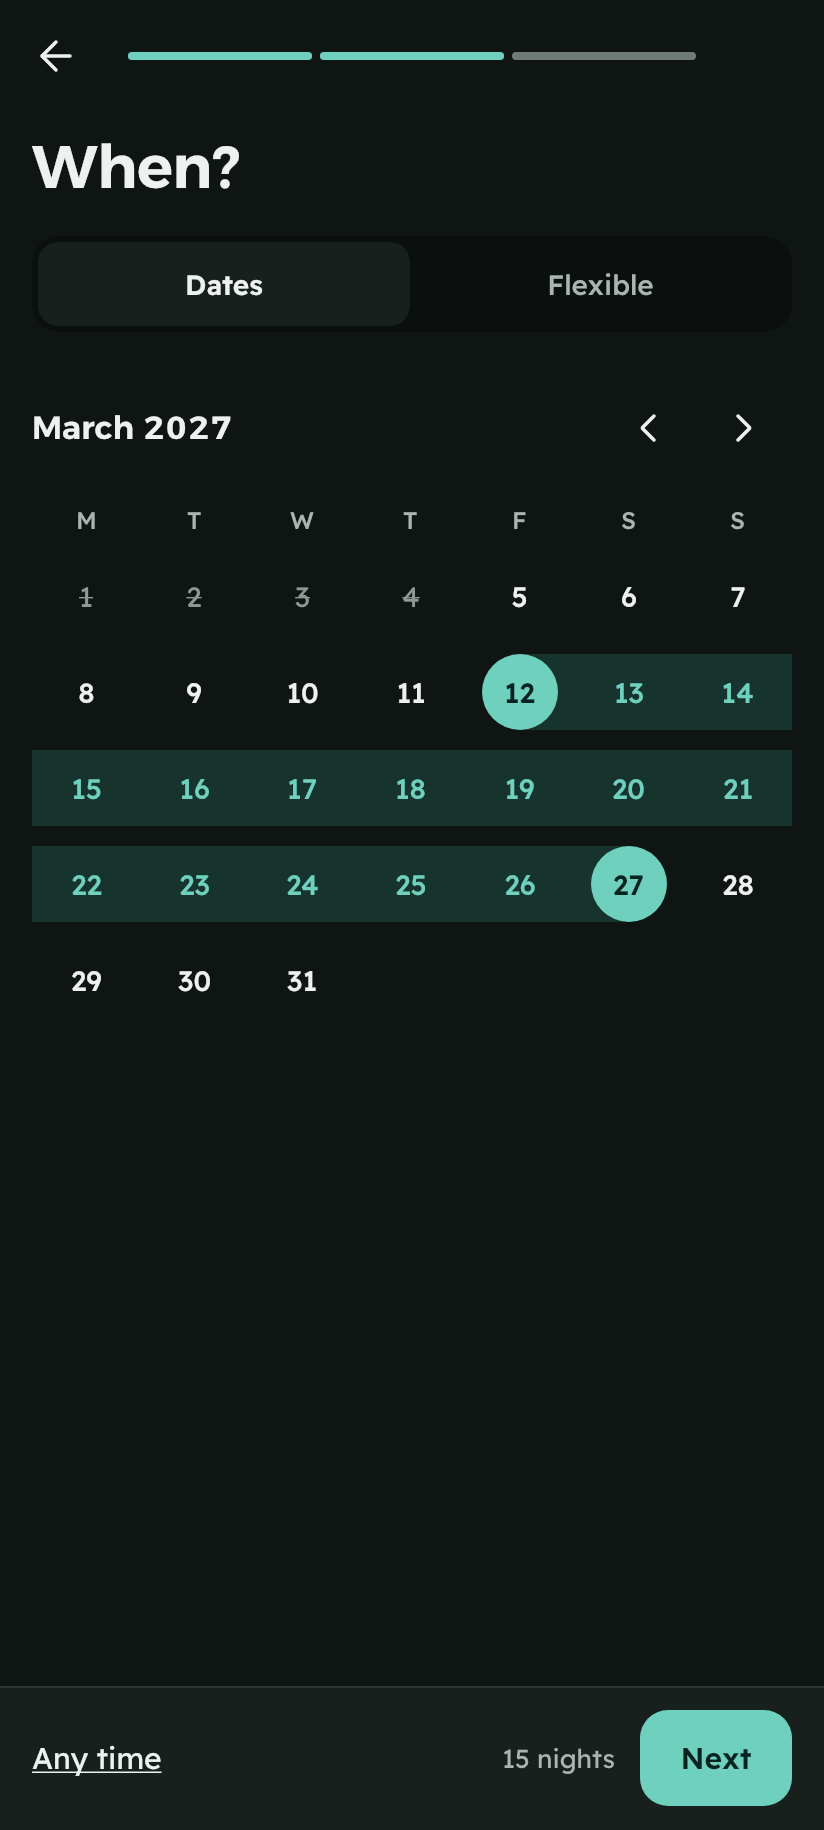 When?
Dates Flexible
March 2027
M T W T F S S
1 2 3 4 5 6 7
8 9 10 11 12 13 14
15 16 17 18 19 20 21
22 23 24 25 26 27 28
29 30 31
Any time 15 nights Next